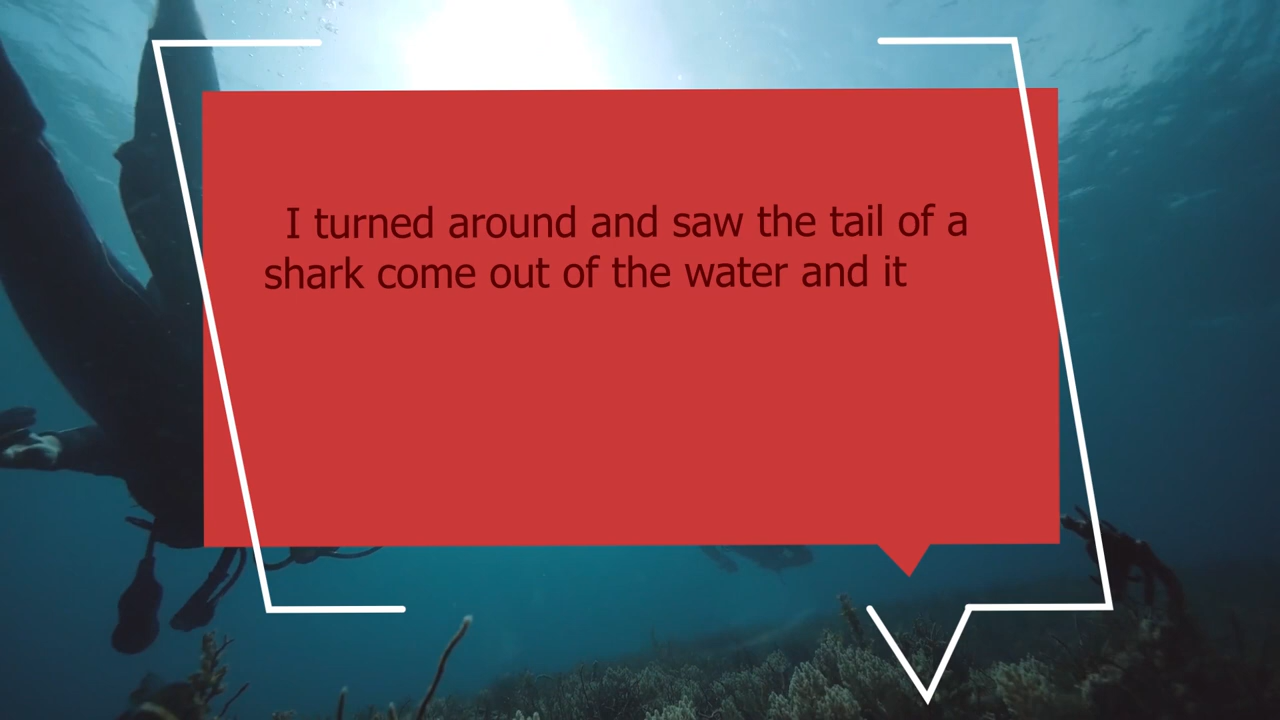 I turned around and saw the tail of a
shark come out of the water and it